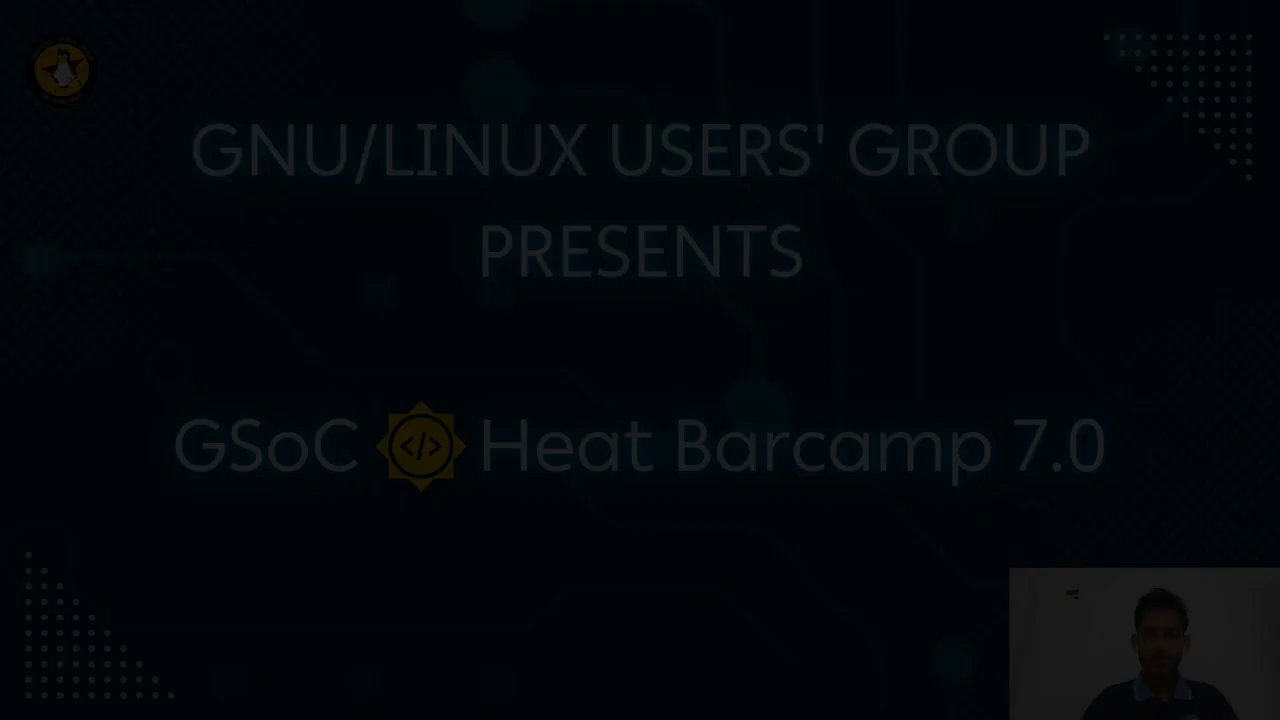 GNU/LINUX USERS' GROUP
PRESENTS
GSoC </> Heat Barcamp 7.0